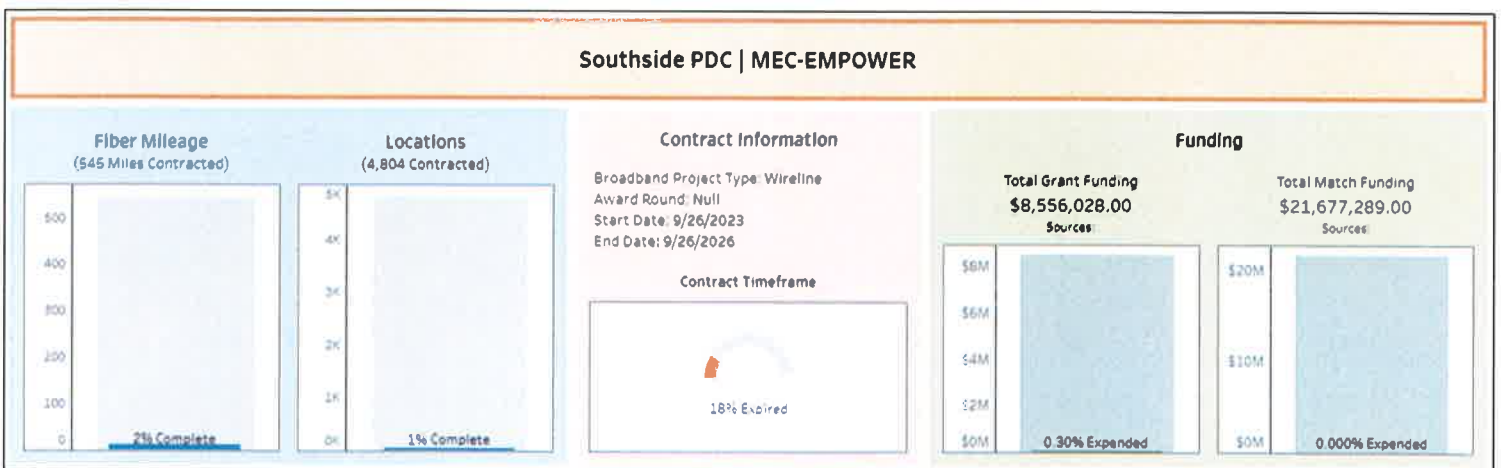 Southside PDC | MEC-EMPOWER
Fiber Mileage
(545 Miles Contracted)
500
400
300
200
100
0
2% Complete
Locations
(4,804 Contracted)
5K
4K
3K
2K
1K
0K
1% Complete
Contract Information
Broadband Project Type: Wireline
Award Round: Null
Start Date: 9/26/2023
End Date: 9/26/2026
Contract Timeframe
18% Expired
Funding
Total Grant Funding
$8,556,028.00
Sources:
$8M
$6M
$4M
$2M
$0M
0.30% Expended
Total Match Funding
$21,677,289.00
Sources:
$20M
$10M
$0M
0.000% Expended